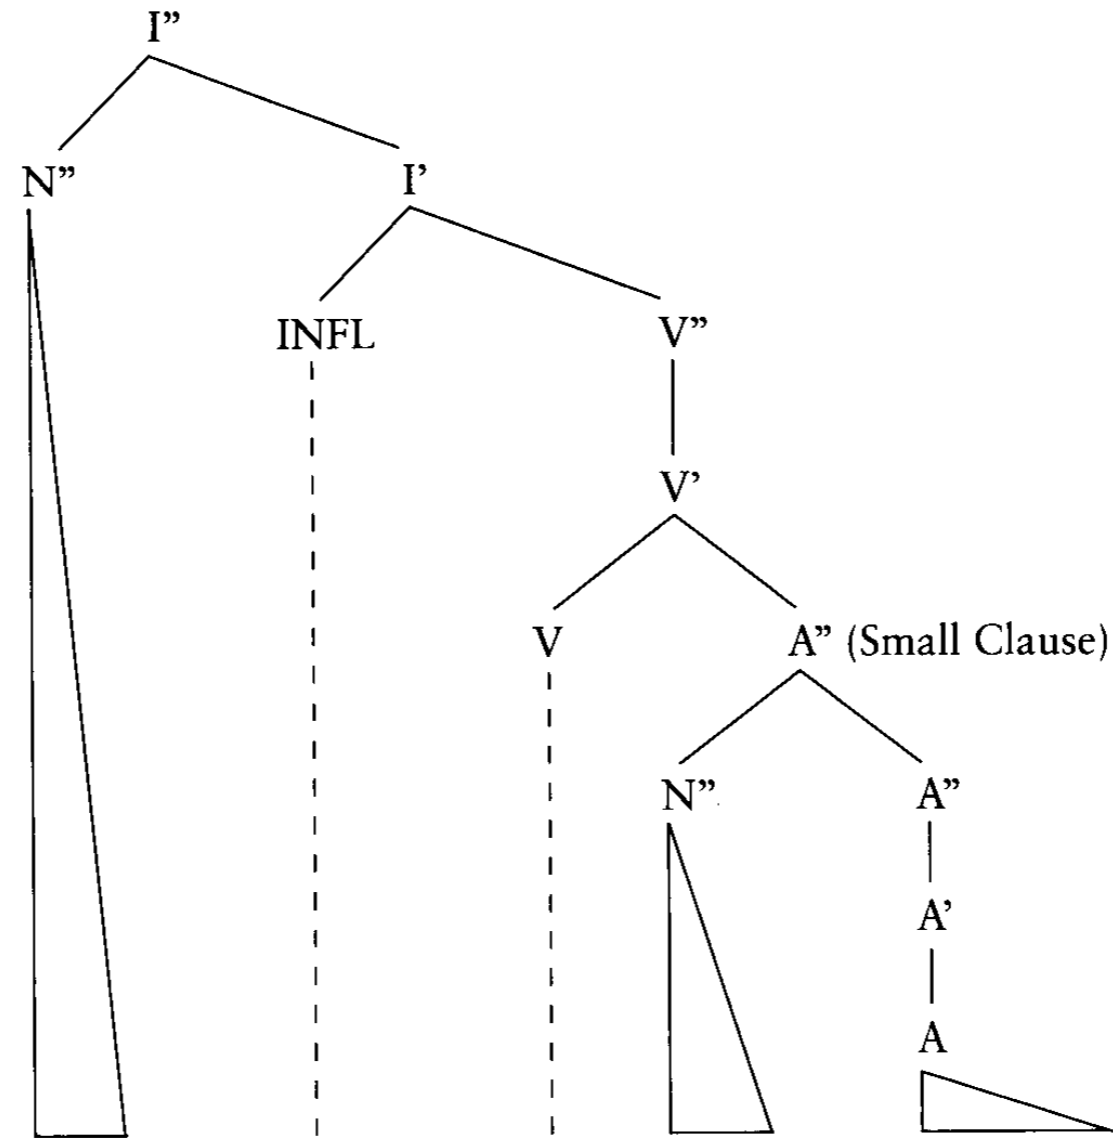 I”
N” I’
INFL V”
V’
V A” (Small Clause)
N” A”
A’
A